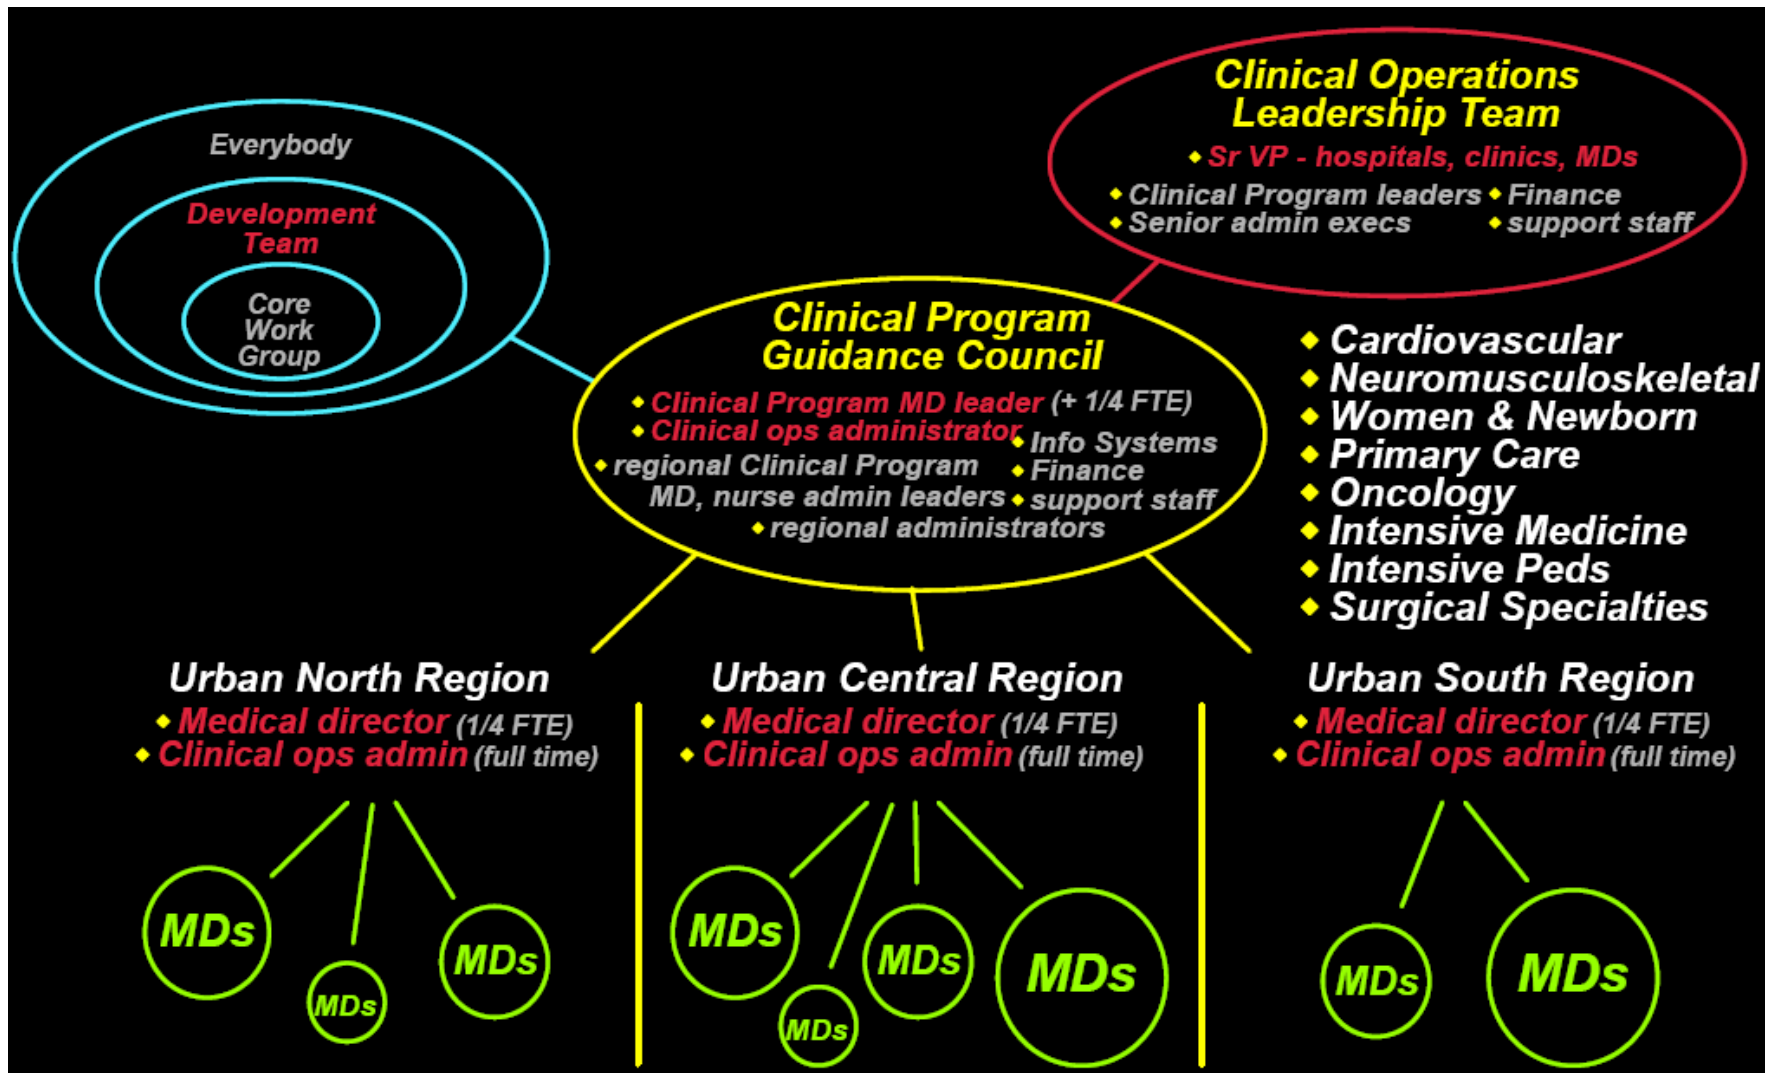 Everybody
Development
Team
Core
Work
Group
Clinical Operations
Leadership Team
◆ Sr VP - hospitals, clinics, MDs
◆ Clinical Program leaders ◆ Finance
◆ Senior admin execs ◆ support staff
Clinical Program
Guidance Council
◆ Clinical Program MD leader (+ 1/4 FTE)
◆ Clinical ops administrator
◆ Info Systems
◆ regional Clinical Program
◆ Finance
MD, nurse admin leaders ◆ support staff
◆ regional administrators
◆ Cardiovascular
◆ Neuromusculoskeletal
◆ Women & Newborn
◆ Primary Care
◆ Oncology
◆ Intensive Medicine
◆ Intensive Peds
◆ Surgical Specialties
Urban North Region
◆ Medical director (1/4 FTE)
◆ Clinical ops admin (full time)
MDs
MDs
MDs
Urban Central Region
◆ Medical director (1/4 FTE)
◆ Clinical ops admin (full time)
MDs
MDs
MDs
MDs
Urban South Region
◆ Medical director (1/4 FTE)
◆ Clinical ops admin (full time)
MDs
MDs